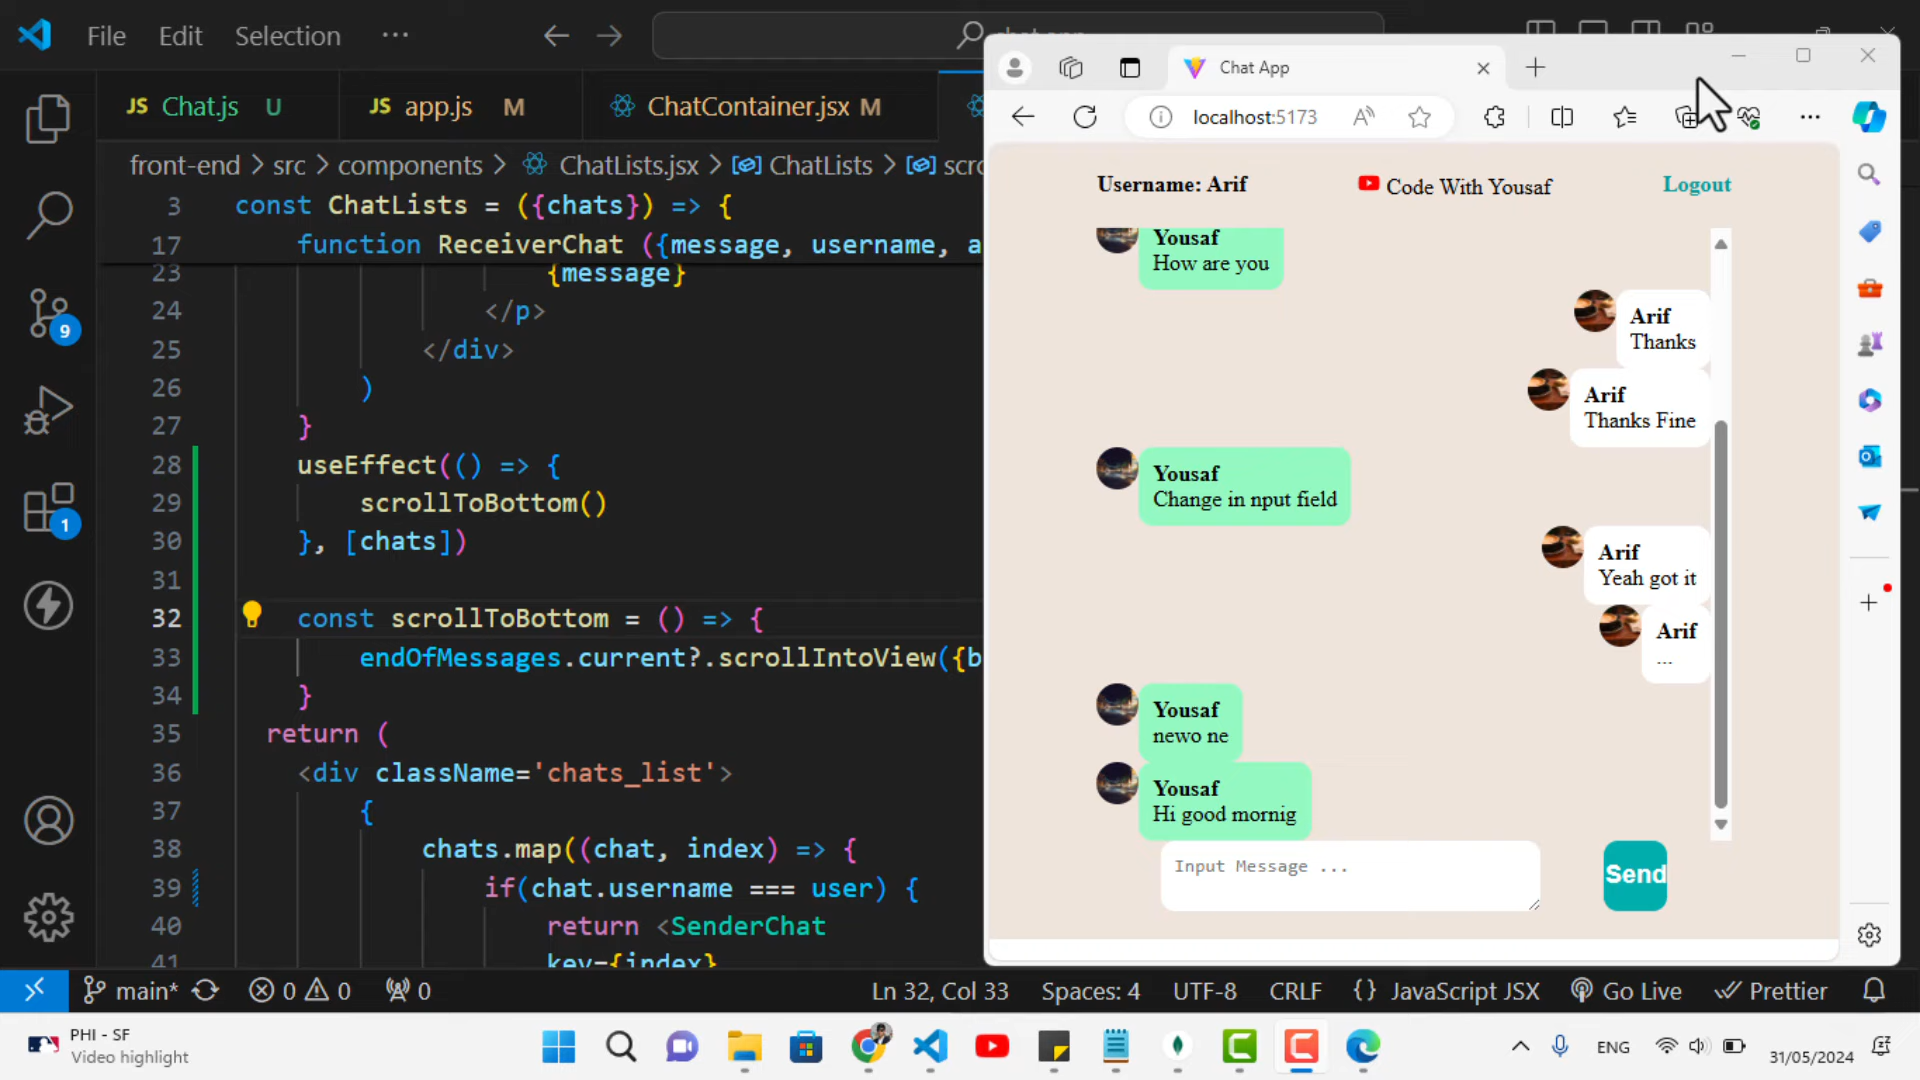 File Edit Selection ...
JS Chat.js U JS app.js M ChatContainer.jsx M
front-end > src > components > ChatLists.jsx > ChatLists >
3 const ChatLists = ({chats}) => {
17 function ReceiverChat ({message, username, a
23 {message}
24 </p>
25 </div>
26 )
27 }
28 useEffect(() => {
29 scrollToBottom()
30 }, [chats])
31
32 const scrollToBottom = () => {
33 endOfMessages.current?.scrollIntoView({b
34 }
35 return (
36 <div className='chats_list'>
37 {
38 chats.map((chat, index) => {
39 if(chat.username === user) {
40 return <SenderChat
41 key={index}
9
1
Chat App
localhost:5173
Username: Arif Code With Yousaf Logout
Yousaf
How are you
Arif
Thanks
Arif
Thanks Fine
Yousaf
Change in nput field
Arif
Yeah got it
Arif
...
Yousaf
newo ne
Yousaf
Hi good mornig
Input Message ...
Send
main* 0 0 0 Ln 32, Col 33 Spaces: 4 UTF-8 CRLF {} JavaScript JSX Go Live Prettier
PHI - SF
Video highlight
ENG
31/05/2024